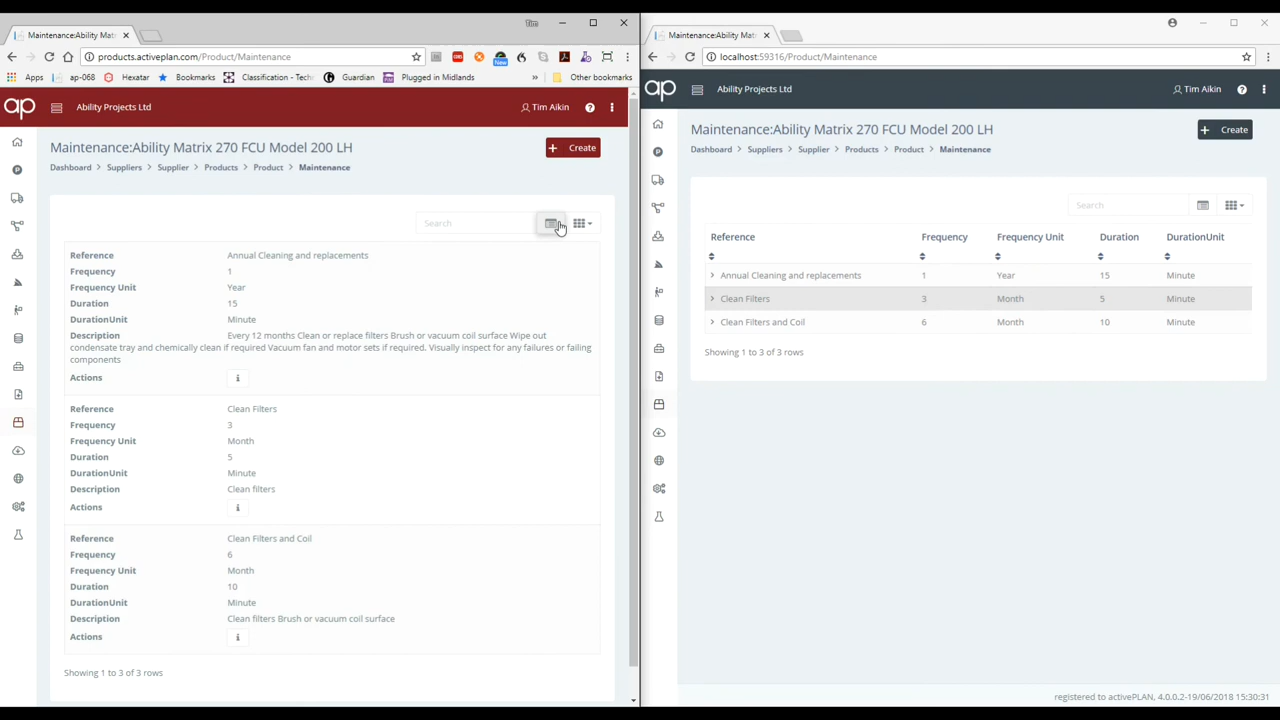 Tim
Maintenance:Ability Mat
products.activeplan.com/Product/Maintenance
New
Apps
ap-068
Hexatar
Bookmarks
Classification - Tech
Guardian
Plugged in Midlands
»
Other bookmarks
ap
Ability Projects Ltd
Tim Aikin
Maintenance:Ability Matrix 270 FCU Model 200 LH
+ Create
Dashboard > Suppliers > Supplier > Products > Product > Maintenance
Search
Reference Annual Cleaning and replacements
Frequency 1
Frequency Unit Year
Duration 15
DurationUnit Minute
Description Every 12 months Clean or replace filters Brush or vacuum coil surface Wipe out
condensate tray and chemically clean if required Vacuum fan and motor sets if required. Visually inspect for any failures or failing
components
Actions i
Reference Clean Filters
Frequency 3
Frequency Unit Month
Duration 5
DurationUnit Minute
Description Clean filters
Actions i
Reference Clean Filters and Coil
Frequency 6
Frequency Unit Month
Duration 10
DurationUnit Minute
Description Clean filters Brush or vacuum coil surface
Actions i
Showing 1 to 3 of 3 rows
Maintenance:Ability Mat
localhost:59316/Product/Maintenance
ap
Ability Projects Ltd
Tim Aikin
Maintenance:Ability Matrix 270 FCU Model 200 LH
+ Create
Dashboard > Suppliers > Supplier > Products > Product > Maintenance
Search
Reference Frequency Frequency Unit Duration DurationUnit
> Annual Cleaning and replacements 1 Year 15 Minute
> Clean Filters 3 Month 5 Minute
> Clean Filters and Coil 6 Month 10 Minute
Showing 1 to 3 of 3 rows
registered to activePLAN, 4.0.0.2-19/06/2018 15:30:31